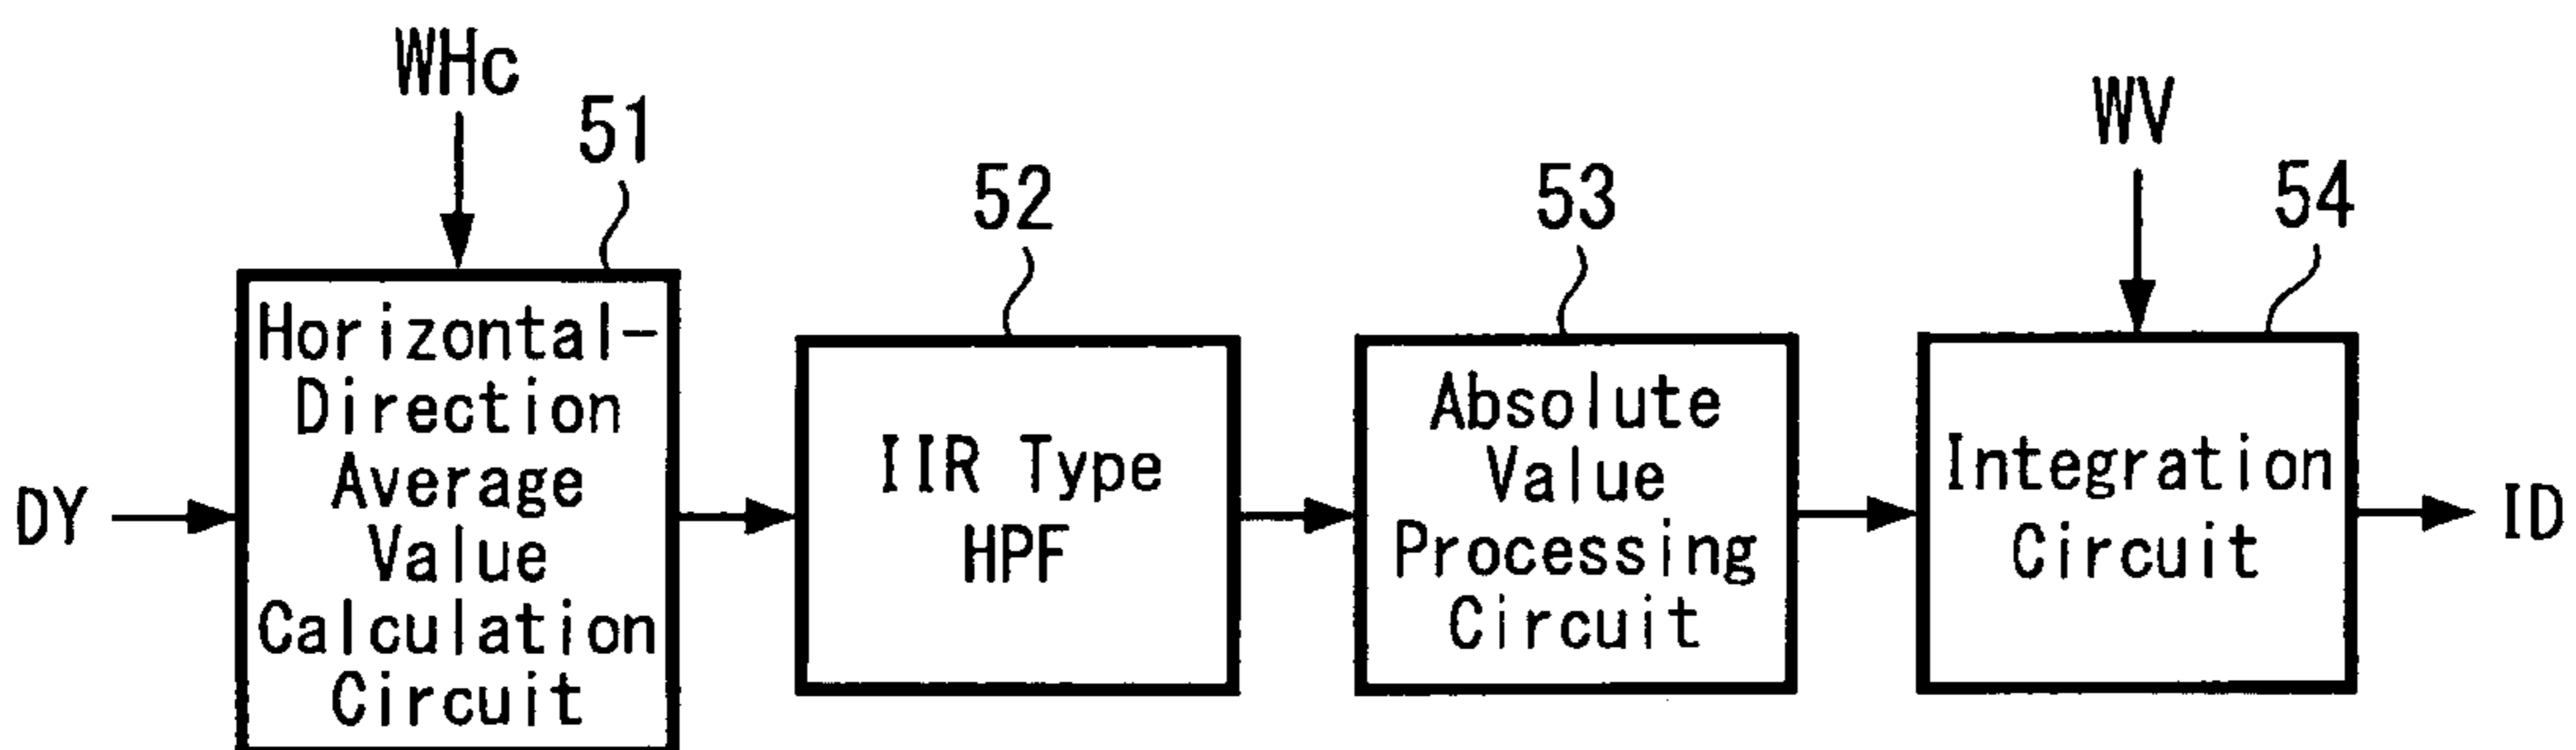 WHc
51
52
53
WV
54
DY
Horizontal-
Direction
Average
Value
Calculation
Circuit
IIR Type
HPF
Absolute
Value
Processing
Circuit
Integration
Circuit
ID